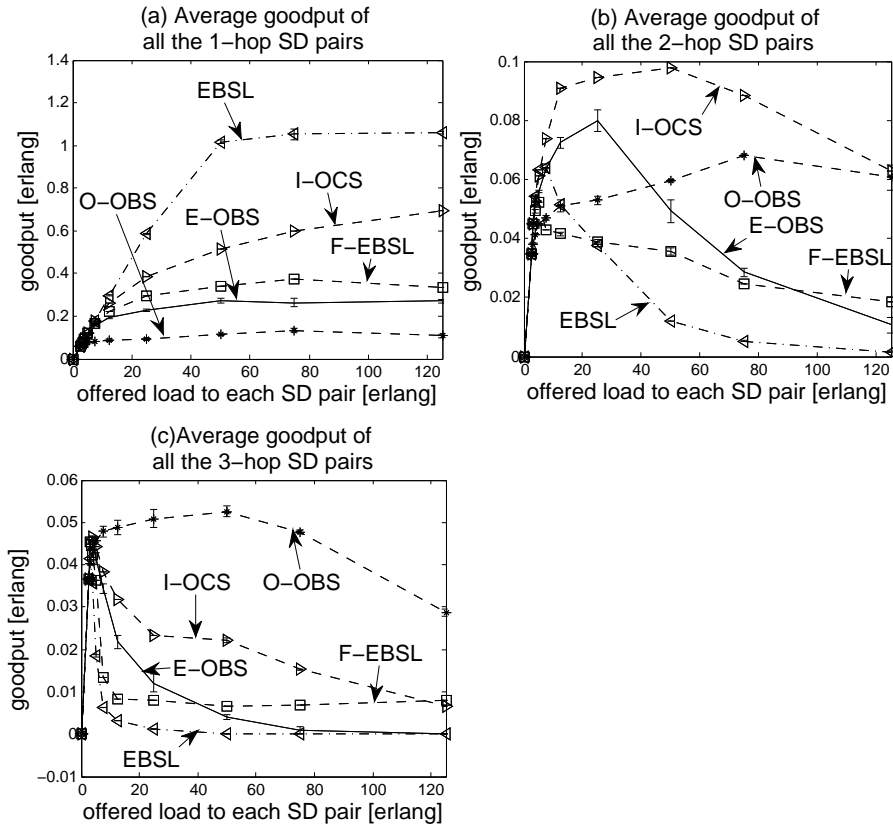 (a) Average goodput of
all the 1−hop SD pairs
1.4
1.2
1
0.8
0.6
0.4
0.2
0
0 20 40 60 80 100 120
goodput [erlang]
offered load to each SD pair [erlang]
EBSL
O−OBS
I−OCS
E−OBS
F−EBSL
(b) Average goodput of
all the 2−hop SD pairs
0.1
0.08
0.06
0.04
0.02
0
0 20 40 60 80 100 120
goodput [erlang]
offered load to each SD pair [erlang]
I−OCS
O−OBS
E−OBS
F−EBSL
EBSL
(c)Average goodput of
all the 3−hop SD pairs
0.06
0.05
0.04
0.03
0.02
0.01
0
−0.01
0 20 40 60 80 100 120
goodput [erlang]
offered load to each SD pair [erlang]
I−OCS
O−OBS
E−OBS
F−EBSL
EBSL